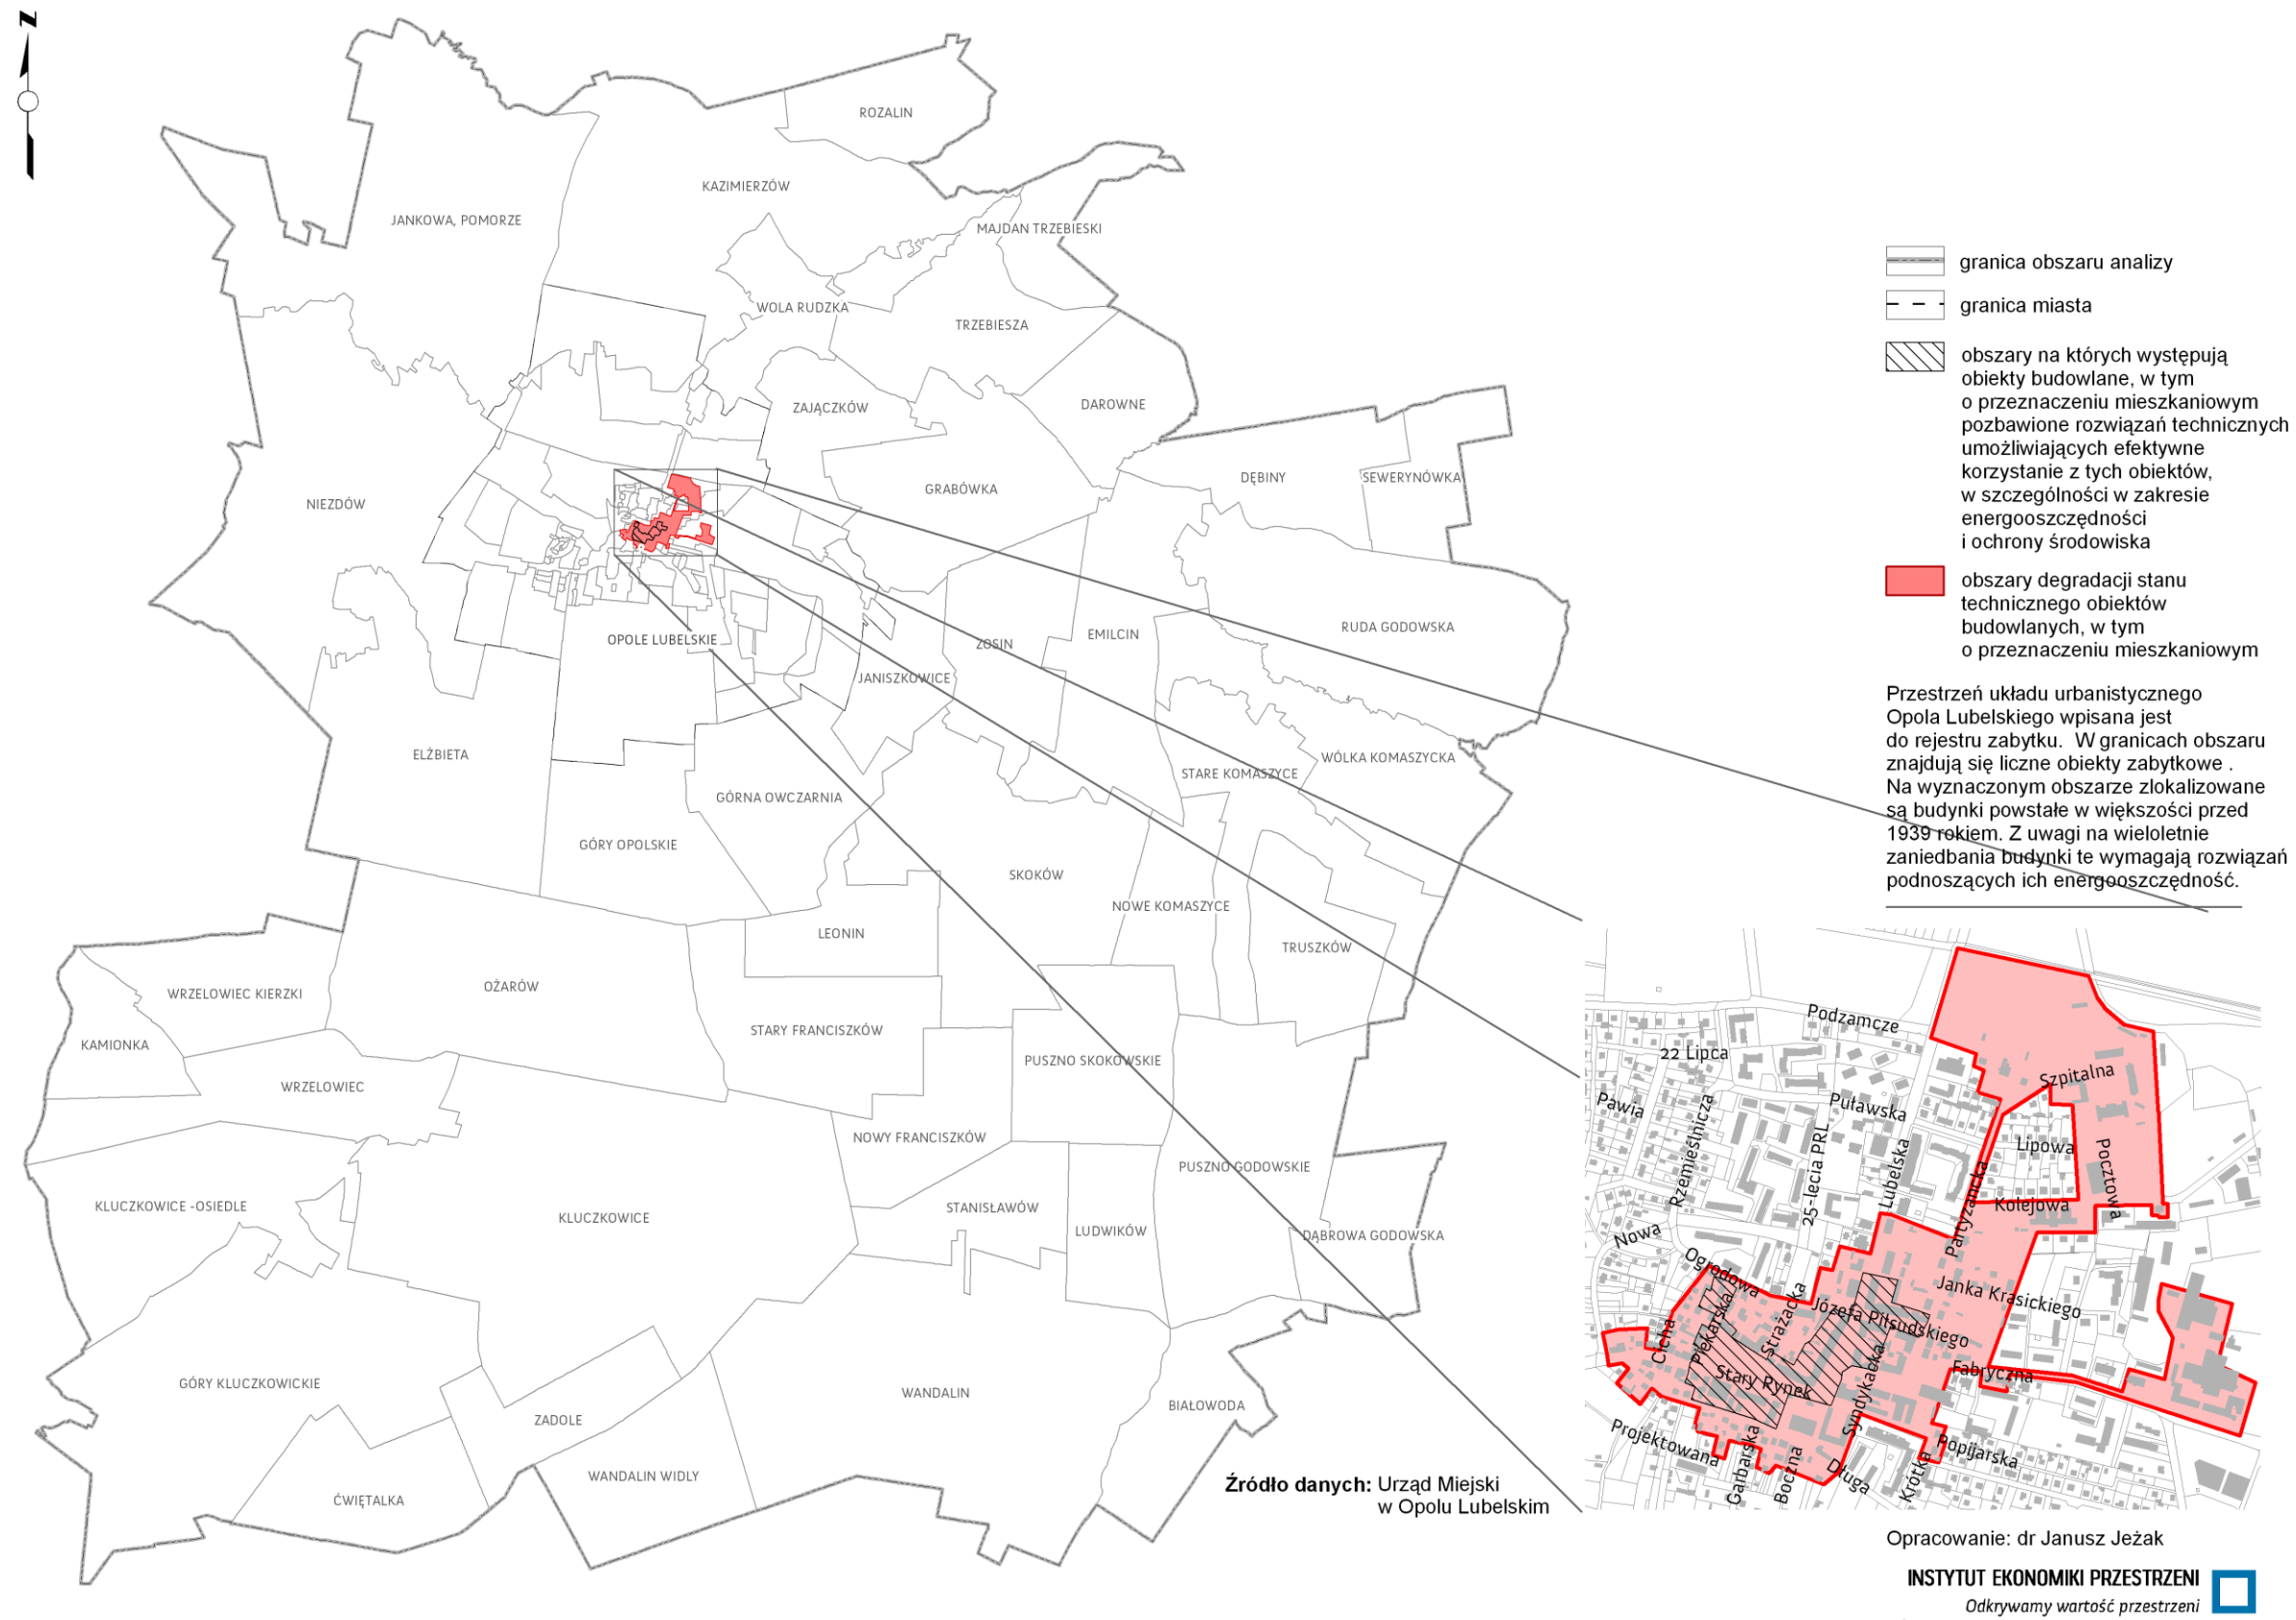 N
ROZALIN
KAZIMIERZÓW
JANKOWA, POMORZE
MAJDAN TRZEBIESKI
WOLA RUDZKA
TRZEBIESZA
ZAJĄCZKÓW
DAROWNE
DĘBINY
SEWERYNÓWKA
GRABÓWKA
NIEZDÓW
RUDA GODOWSKA
EMILCIN
OPOLE LUBELSKIE
ZOSIN
JANISZKOWICE
ELŻBIETA
WÓLKA KOMASZYCKA
STARE KOMASZYCE
GÓRNA OWCZARNIA
GÓRY OPOLSKIE
SKOKÓW
NOWE KOMASZYCE
LEONIN
TRUSZKÓW
OŻARÓW
WRZELOWIEC KIERZKI
STARY FRANCISZKÓW
KAMIONKA
PUSZNO SKOKOWSKIE
WRZELOWIEC
NOWY FRANCISZKÓW
PUSZNO GODOWSKIE
KLUCZKOWICE -OSIEDLE
STANISŁAWÓW
KLUCZKOWICE
LUDWIKÓW
DĄBROWA GODOWSKA
GÓRY KLUCZKOWICKIE
WANDALIN
BIAŁOWODA
ZADOLE
WANDALIN WIDLY
ĆWIĘTALKA
granica obszaru analizy
granica miasta
obszary na których występują
obiekty budowlane, w tym
o przeznaczeniu mieszkaniowym
pozbawione rozwiązań technicznych
umożliwiających efektywne
korzystanie z tych obiektów,
w szczególności w zakresie
energooszczędności
i ochrony środowiska
obszary degradacji stanu
technicznego obiektów
budowlanych, w tym
o przeznaczeniu mieszkaniowym
Przestrzeń układu urbanistycznego
Opola Lubelskiego wpisana jest
do rejestru zabytku. W granicach obszaru
znajdują się liczne obiekty zabytkowe .
Na wyznaczonym obszarze zlokalizowane
są budynki powstałe w większości przed
1939 rokiem. Z uwagi na wieloletnie
zaniedbania budynki te wymagają rozwiązań
podnoszących ich energooszczędność.
Podzamcze
22 Lipca
Szpitalna
Pawia
Puławska
Rzemieślnicza
Lipowa
25-lecia PRL
Lubelska
Pocztowa
Partyzancka
Kolejowa
Nowa
Ogrodowa
Janka Krasickiego
Strażacka
Józefa Piłsudskiego
Cicha
Piekarska
Stary Rynek
Fabryczna
Syndykacka
Projektowana
Popijarska
Garbarska
Boczna
Długa
Krótka
Źródło danych: Urząd Miejski
w Opolu Lubelskim
Opracowanie: dr Janusz Jeżak
INSTYTUT EKONOMIKI PRZESTRZENI
Odkrywamy wartość przestrzeni